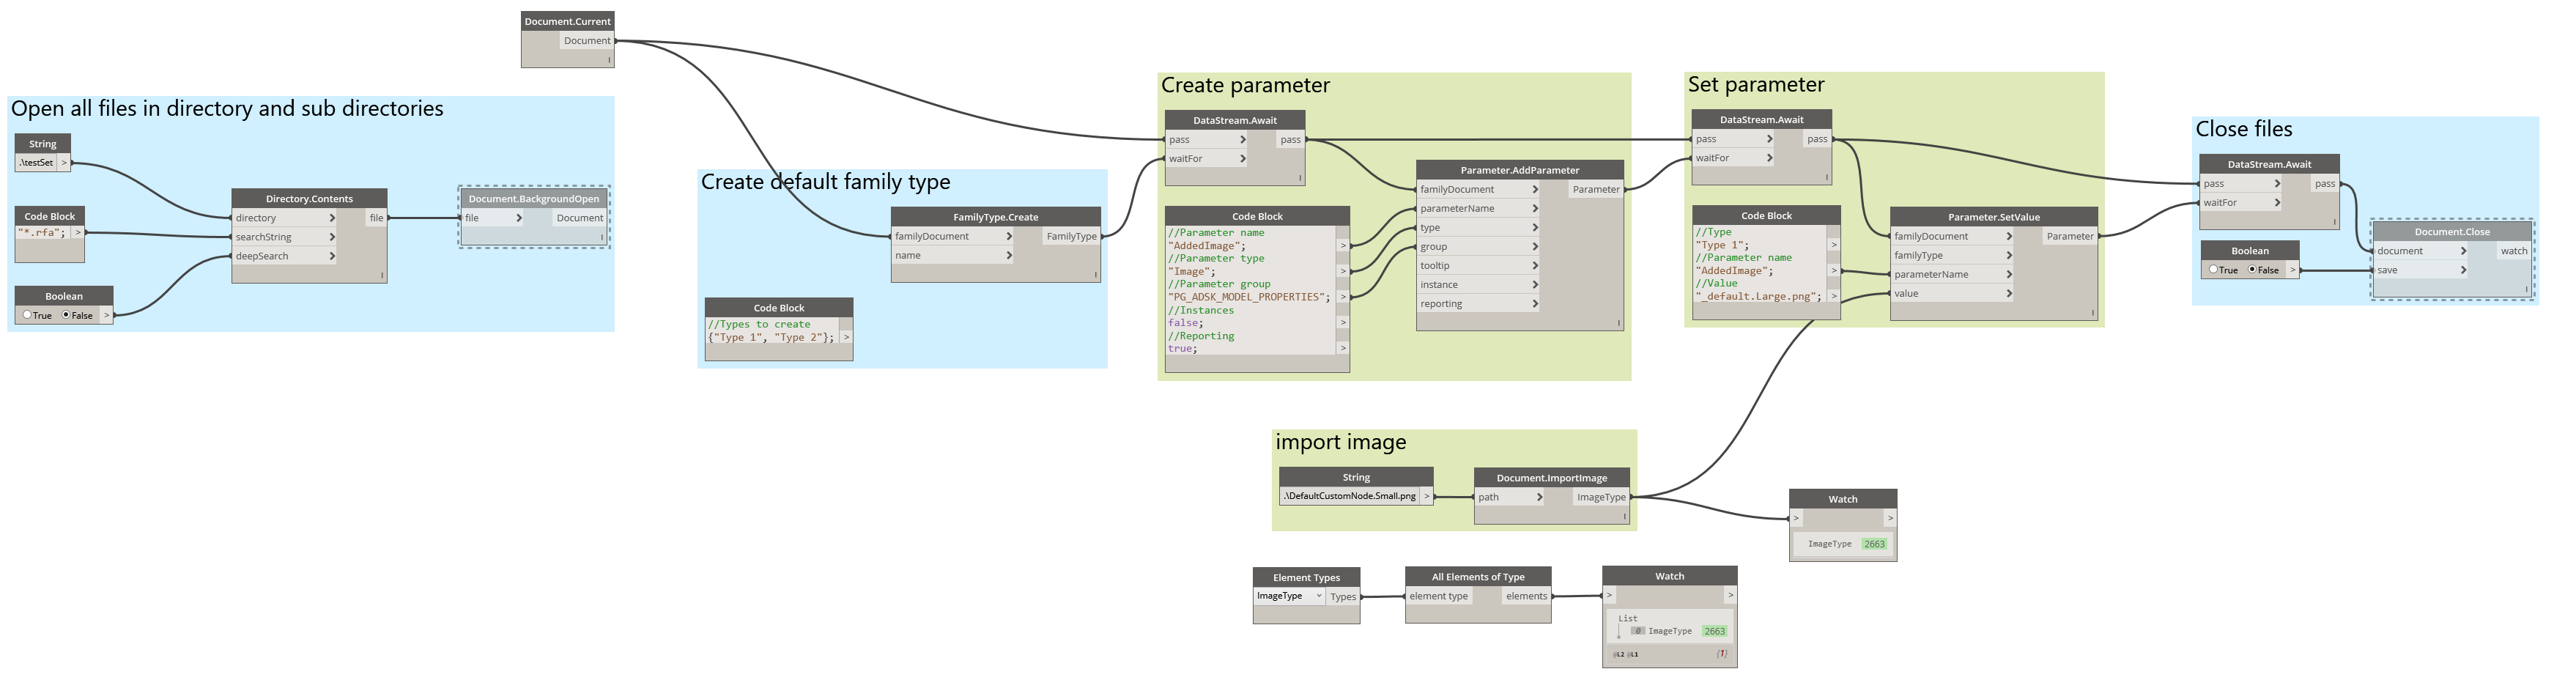 Document.Current
Document
Open all files in directory and sub directories
String
.\testSet >
Code Block
"*.rfa"; >
Boolean
True False >
Directory.Contents
directory > file
searchString >
deepSearch >
Document.BackgroundOpen
file > Document
Create default family type
FamilyType.Create
familyDocument > FamilyType
name >
Code Block
//Types to create
{"Type 1", "Type 2"}; >
Create parameter
DataStream.Await
pass > pass
waitFor >
Code Block
//Parameter name
"AddedImage"; >
//Parameter type
"Image"; >
//Parameter group
"PG_ADSK_MODEL_PROPERTIES"; >
//Instances
false; >
//Reporting
true; >
Parameter.AddParameter
familyDocument > Parameter
parameterName >
type >
group >
tooltip >
instance >
reporting >
Set parameter
DataStream.Await
pass > pass
waitFor >
Code Block
//Type
"Type 1"; >
//Parameter name
"AddedImage"; >
//Value
"_default.Large.png"; >
Parameter.SetValue
familyDocument > Parameter
familyType >
parameterName >
value >
Close files
DataStream.Await
pass > pass
waitFor >
Boolean
True False >
Document.Close
document > watch
save >
import image
String
.\DefaultCustomNode.Small.png >
Document.ImportImage
path > ImageType
Watch
> >
ImageType 2663
Element Types
ImageType Types
All Elements of Type
element type elements
Watch
> >
List
0 ImageType 2663
@L2 @L1 {1}